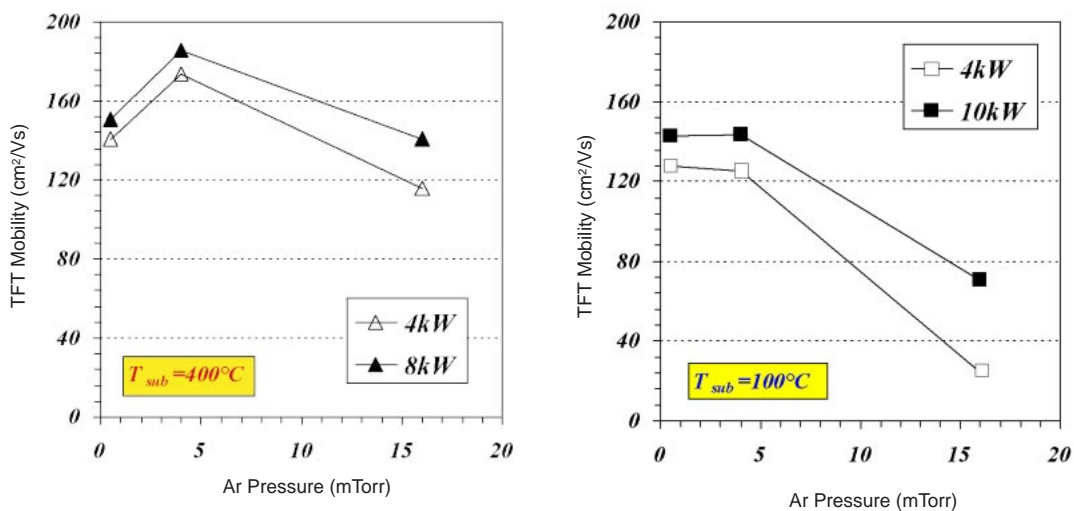 200
160
120
80
40
0
TFT Mobility (cm²/Vs)
4kW
8kW
T sub =400°C
0 5 10 15 20
Ar Pressure (mTorr)
200
160
120
80
40
0
TFT Mobility (cm²/Vs)
4kW
10kW
T sub =100°C
0 5 10 15 20
Ar Pressure (mTorr)